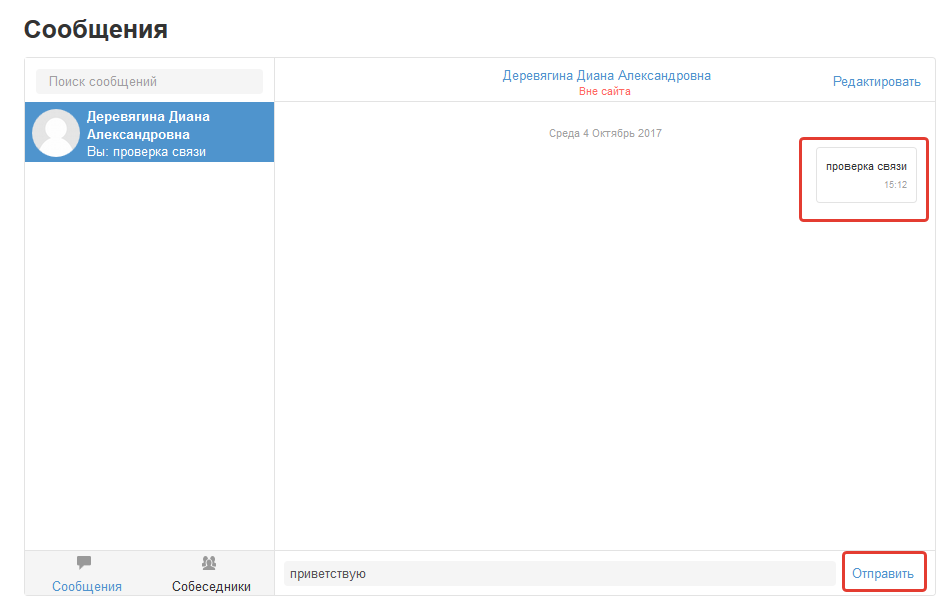 Сообщения
Поиск сообщений
Деревягина Диана
Александровна
Вы: проверка связи
Деревягина Диана Александровна
Вне сайта
Редактировать
Среда 4 Октябрь 2017
проверка связи
15:12
Сообщения
Собеседники
приветствую
Отправить